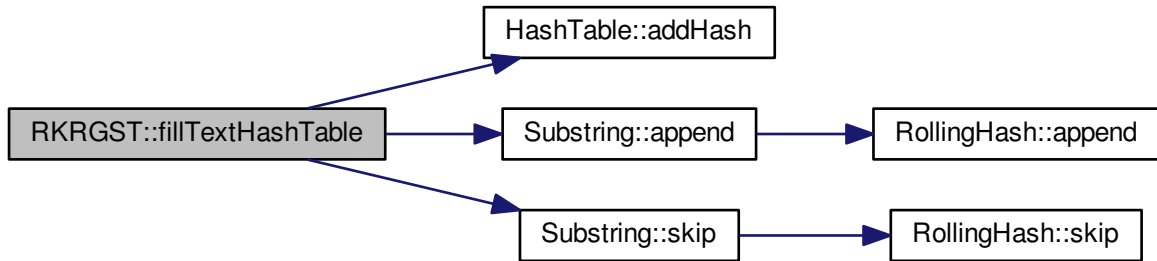 HashTable::addHash
RKRGST::fillTextHashTable
Substring::append
RollingHash::append
Substring::skip
RollingHash::skip